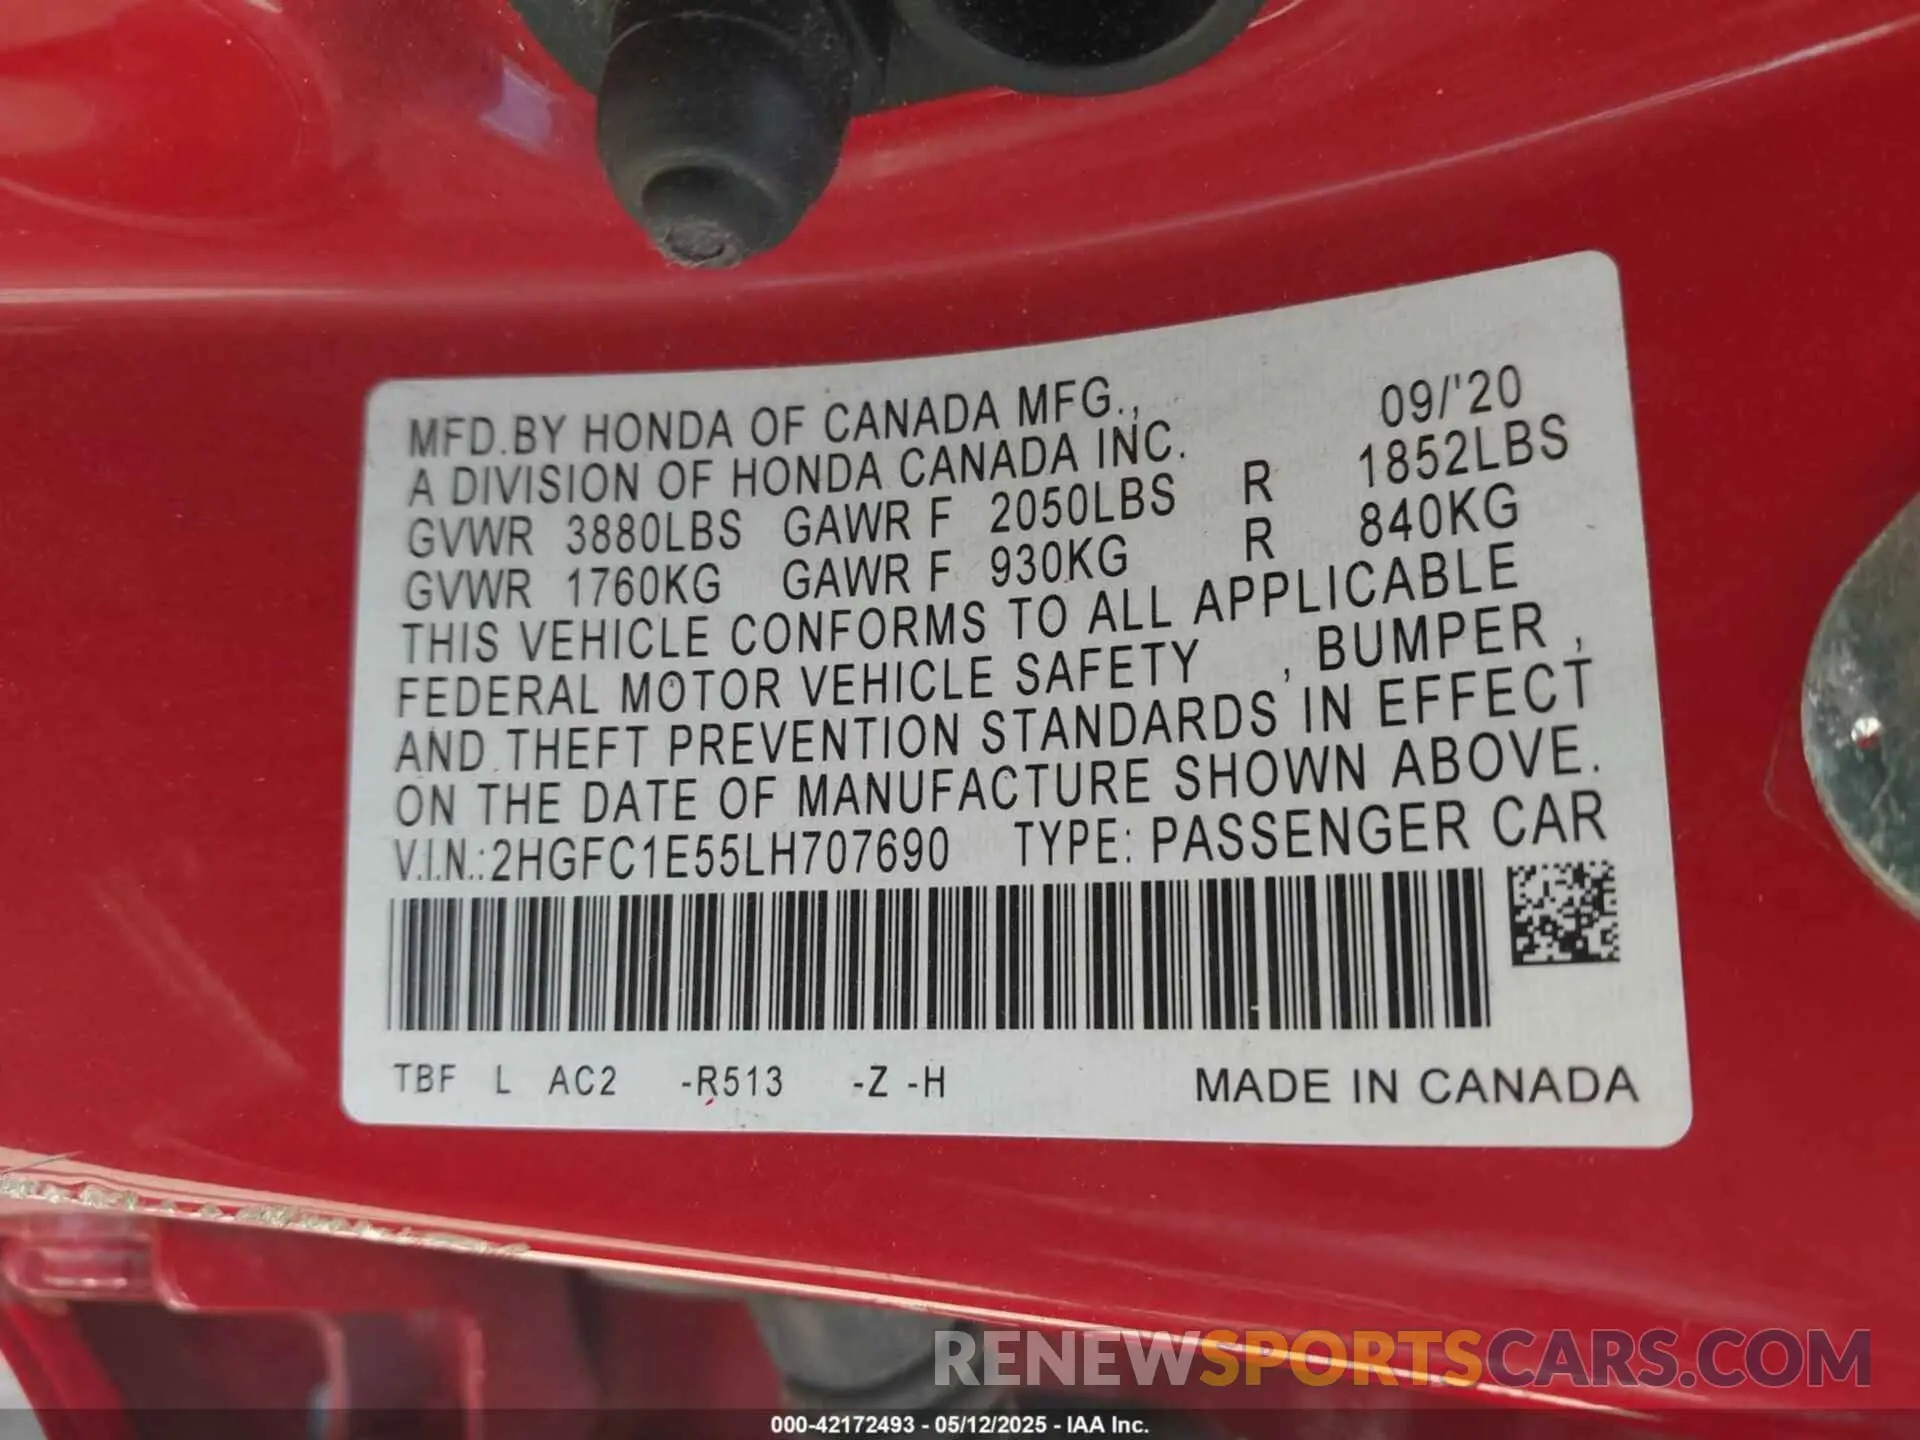 MFD.BY HONDA OF CANADA MFG., 09/'20
A DIVISION OF HONDA CANADA INC.
GVWR 3880LBS GAWR F 2050LBS R 1852LBS
GVWR 1760KG GAWR F 930KG R 840KG
THIS VEHICLE CONFORMS TO ALL APPLICABLE
FEDERAL MOTOR VEHICLE SAFETY , BUMPER ,
AND THEFT PREVENTION STANDARDS IN EFFECT
ON THE DATE OF MANUFACTURE SHOWN ABOVE.
V.I.N.:2HGFC1E55LH707690 TYPE: PASSENGER CAR
TBF L AC2 -R513 -Z -H MADE IN CANADA
RENEWSPORTSCARS.COM
000-42172493 - 05/12/2025 - IAA Inc.